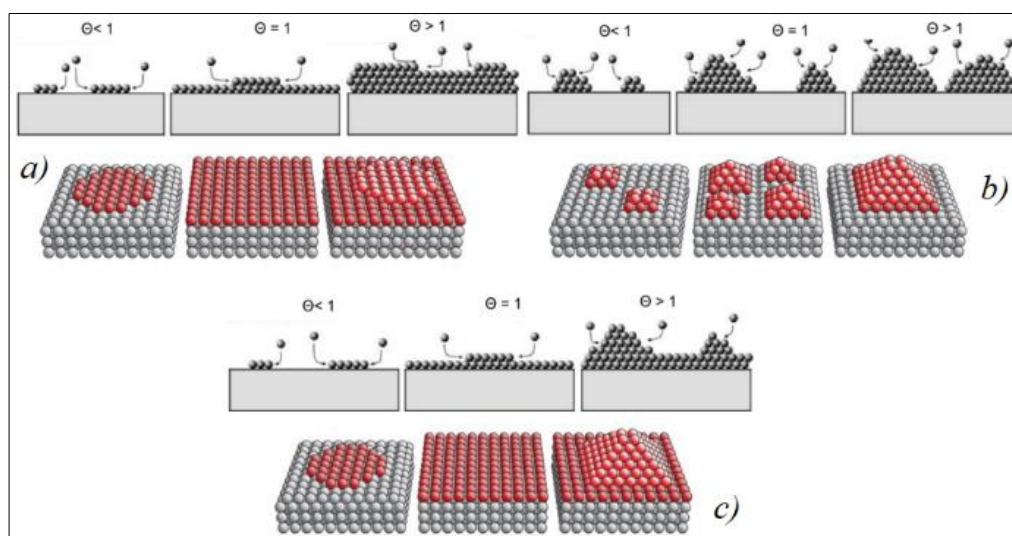 Θ< 1 Θ = 1 Θ > 1 Θ<1 Θ = 1 Θ > 1
a)
b)
Θ< 1 Θ = 1 Θ > 1
c)